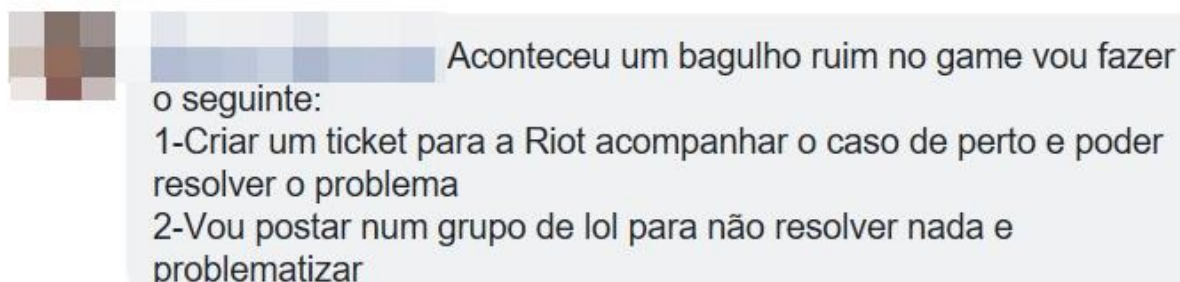 Aconteceu um bagulho ruim no game vou fazer
o seguinte:
1-Criar um ticket para a Riot acompanhar o caso de perto e poder
resolver o problema
2-Vou postar num grupo de lol para não resolver nada e
problematizar